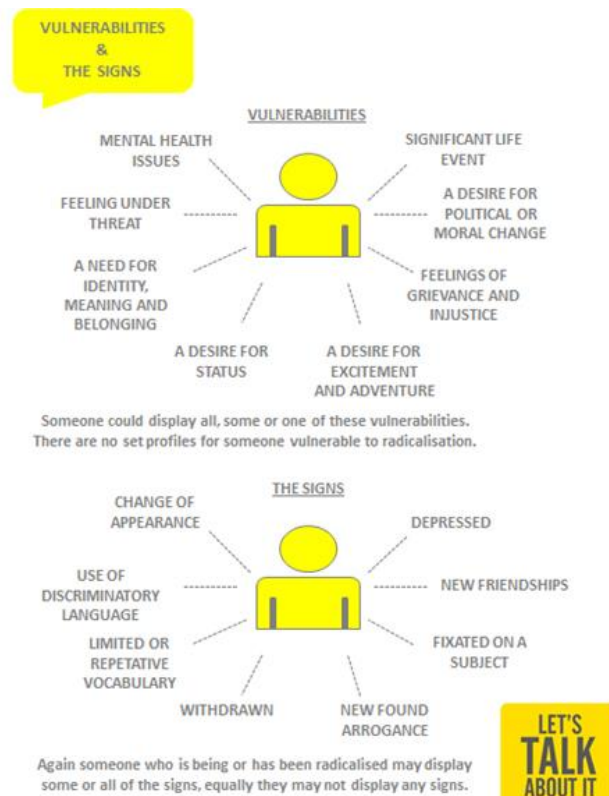 VULNERABILITIES
&
THE SIGNS
VULNERABILITIES
MENTAL HEALTH
ISSUES
SIGNIFICANT LIFE
EVENT
FEELING UNDER
THREAT
A DESIRE FOR
POLITICAL OR
MORAL CHANGE
A NEED FOR
IDENTITY,
MEANING AND
BELONGING
FEELINGS OF
GRIEVANCE AND
INJUSTICE
A DESIRE FOR
STATUS
A DESIRE FOR
EXCITEMENT
AND ADVENTURE
Someone could display all, some or one of these vulnerabilities.
There are no set profiles for someone vulnerable to radicalisation.
THE SIGNS
CHANGE OF
APPEARANCE
DEPRESSED
USE OF
DISCRIMINATORY
LANGUAGE
NEW FRIENDSHIPS
LIMITED OR
REPETATIVE
VOCABULARY
FIXATED ON A
SUBJECT
WITHDRAWN
NEW FOUND
ARROGANCE
Again someone who is being or has been radicalised may display
some or all of the signs, equally they may not display any signs.
LET'S
TALK
ABOUT IT